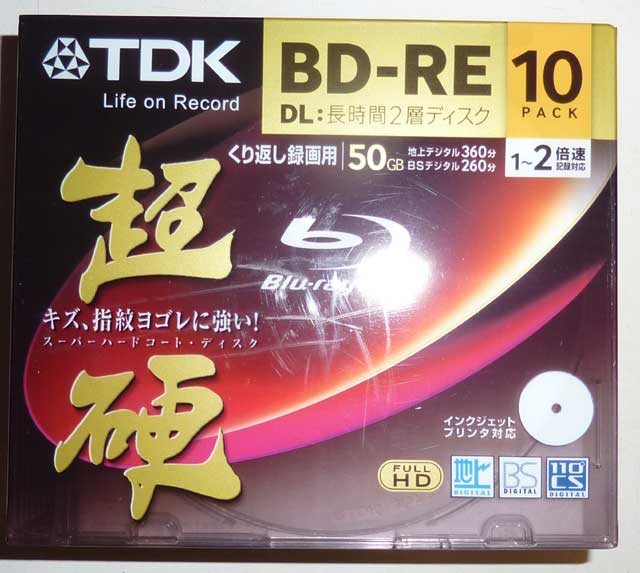 TDK
Life on Record
BD-RE
DL:長時間2層ディスク
10
PACK
くり返し録画用
50GB
地上デジタル360分
BSデジタル260分
1〜2倍速
記録対応
超
硬
Blu-ray
キズ、指紋ヨゴレに強い!
スーパーハードコート・ディスク
インクジェット
プリンタ対応
FULL
HD
地上
DIGITAL
BS
DIGITAL
110°
CS
DIGITAL